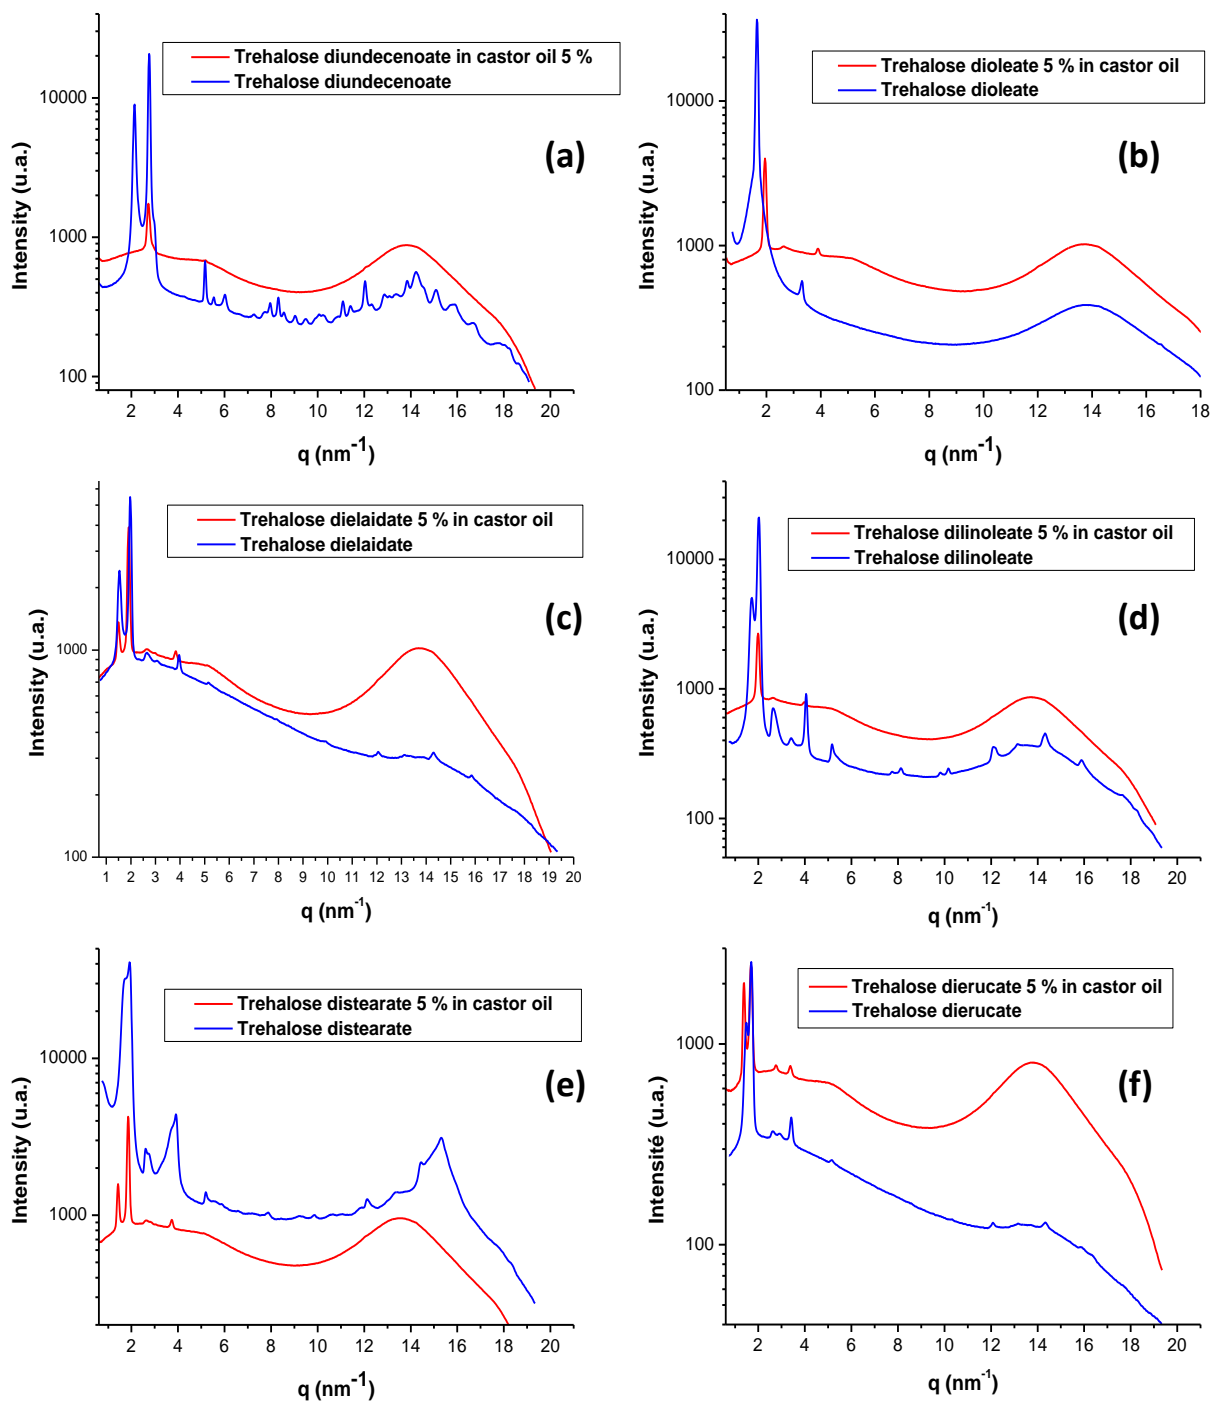 Trehalose diundecenoate in castor oil 5 %
Trehalose diundecenoate
(a)
Intensity (u.a.)
10000
1000
100
2 4 6 8 10 12 14 16 18 20
q (nm-1)
Trehalose dioleate 5 % in castor oil
Trehalose dioleate
(b)
Intensity (u.a.)
10000
1000
100
2 4 6 8 10 12 14 16 18
q (nm-1)
Trehalose dielaidate 5 % in castor oil
Trehalose dielaidate
(c)
Intensity (u.a.)
1000
100
1 2 3 4 5 6 7 8 9 10 11 12 13 14 15 16 17 18 19 20
q (nm-1)
Trehalose dilinoleate 5 % in castor oil
Trehalose dilinoleate
(d)
Intensity (u.a.)
10000
1000
100
2 4 6 8 10 12 14 16 18 20
q (nm-1)
Trehalose distearate 5 % in castor oil
Trehalose distearate
(e)
Intensity (u.a.)
10000
1000
2 4 6 8 10 12 14 16 18 20
q (nm-1)
Trehalose dierucate 5 % in castor oil
Trehalose dierucate
(f)
Intensité (u.a.)
1000
100
2 4 6 8 10 12 14 16 18 20
q (nm-1)